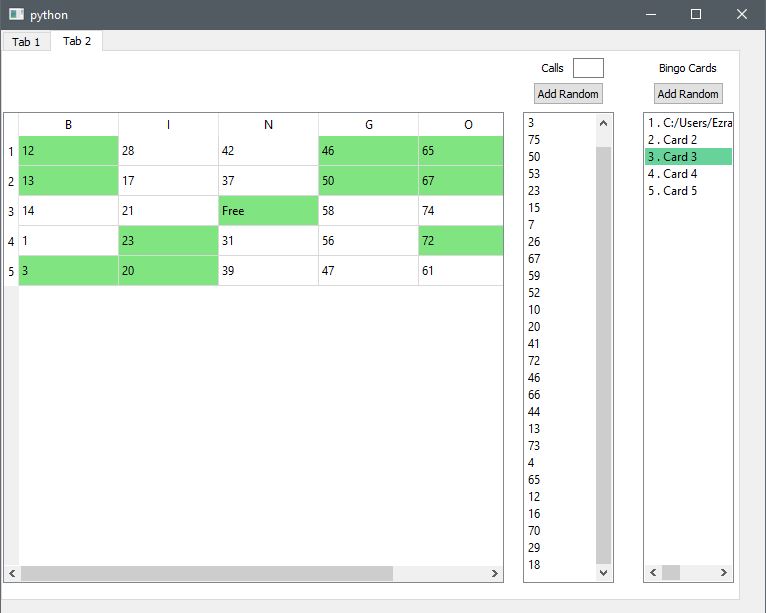 python
Tab 1 Tab 2
Calls Bingo Cards
Add Random Add Random
B I N G O
1 12 28 42 46 65
2 13 17 37 50 67
3 14 21 Free 58 74
4 1 23 31 56 72
5 3 20 39 47 61
3
75
50
53
23
15
7
26
67
59
52
10
20
41
72
46
66
44
13
73
4
65
12
16
70
29
18
1 . C:/Users/Ezra
2 . Card 2
3 . Card 3
4 . Card 4
5 . Card 5